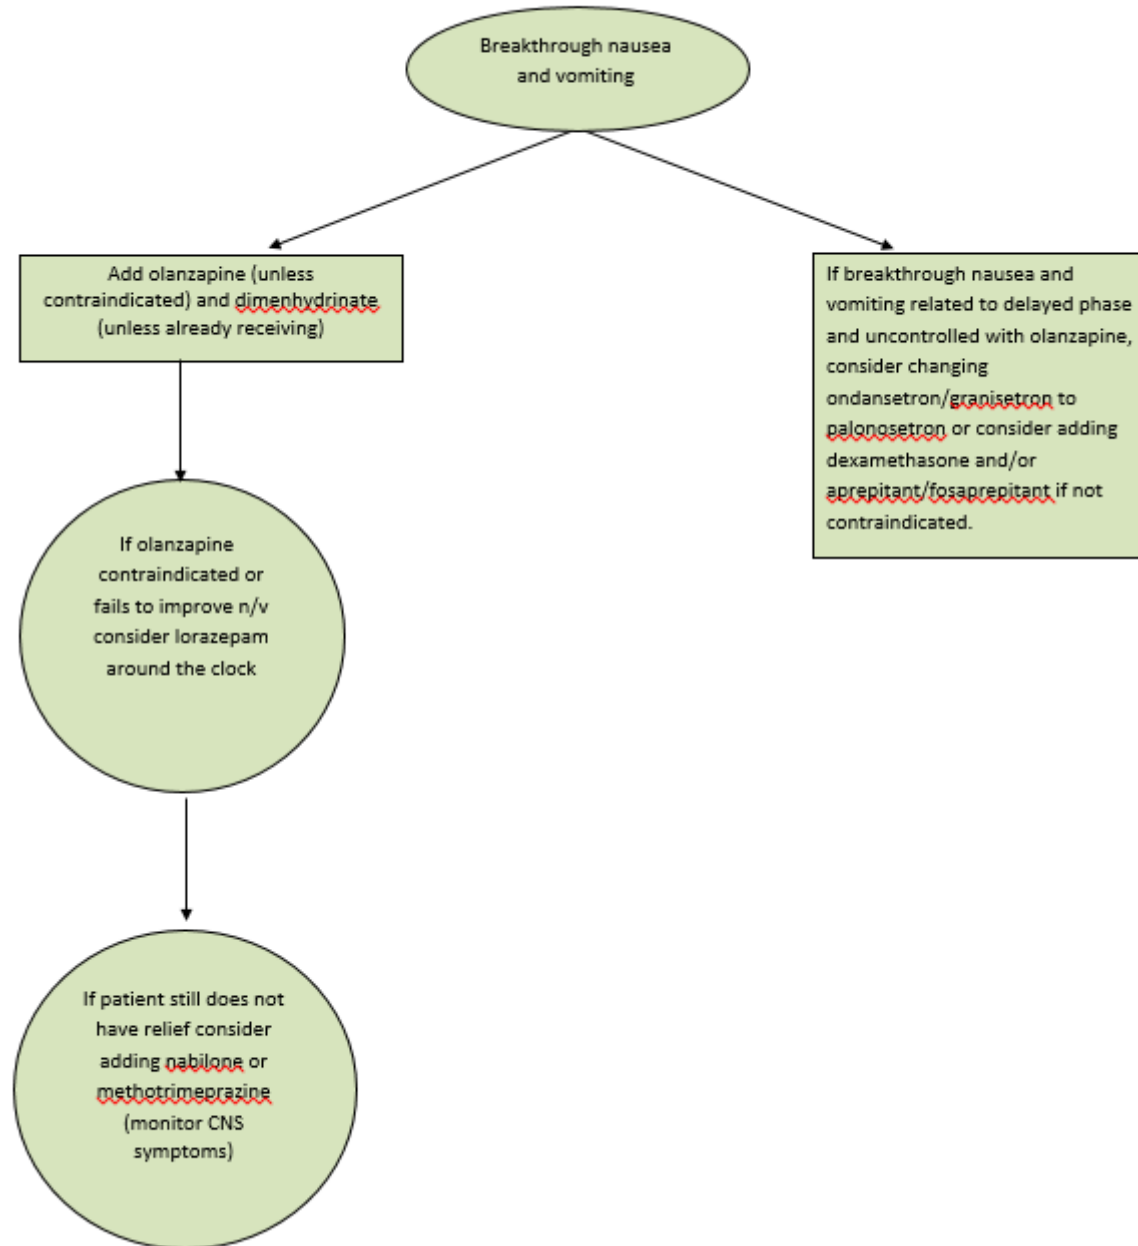 Breakthrough nausea
and vomiting
Add olanzapine (unless
contraindicated) and dimenhydrinate
(unless already receiving)
If breakthrough nausea and
vomiting related to delayed phase
and uncontrolled with olanzapine,
consider changing
ondansetron/granisetron to
palonosetron or consider adding
dexamethasone and/or
aprepitant/fosaprepitant if not
contraindicated.
If olanzapine
contraindicated or
fails to improve n/v
consider lorazepam
around the clock
If patient still does not
have relief consider
adding nabilone or
methotrimeprazine
(monitor CNS
symptoms)